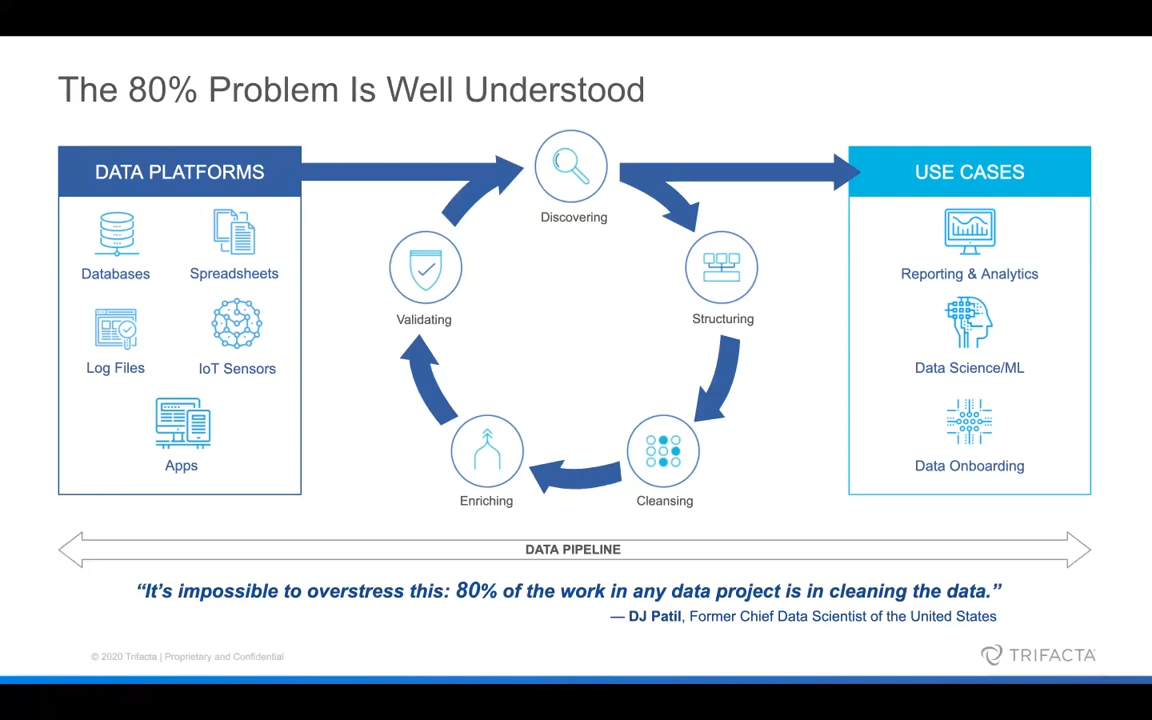 The 80% Problem Is Well Understood
DATA PLATFORMS
Databases
Spreadsheets
Log Files
IoT Sensors
Apps
Discovering
Structuring
Cleansing
Enriching
Validating
USE CASES
Reporting & Analytics
Data Science/ML
Data Onboarding
DATA PIPELINE
“It’s impossible to overstress this: 80% of the work in any data project is in cleaning the data.”
— DJ Patil, Former Chief Data Scientist of the United States
© 2020 Trifacta | Proprietary and Confidential
TRIFACTA